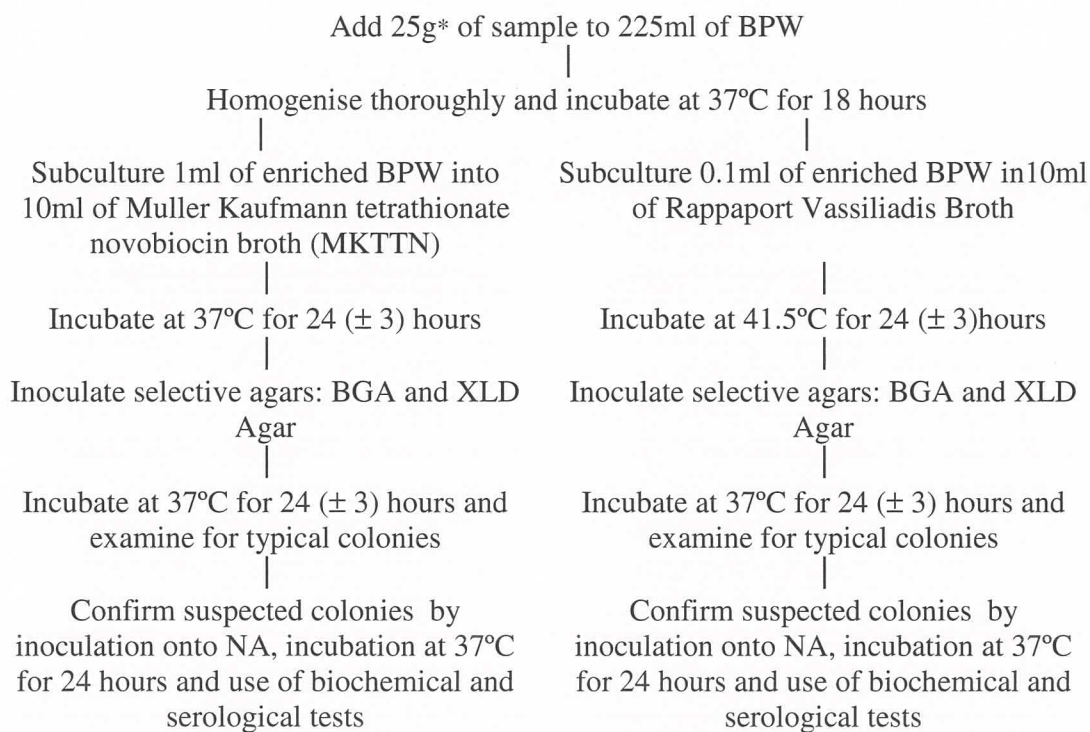 Add 25g* of sample to 225ml of BPW
Homogenise thoroughly and incubate at 37ºC for 18 hours
Subculture 1ml of enriched BPW into
10ml of Muller Kaufmann tetrathionate
novobiocin broth (MKTTN)
Incubate at 37ºC for 24 (± 3) hours
Inoculate selective agars: BGA and XLD
Agar
Incubate at 37ºC for 24 (± 3) hours and
examine for typical colonies
Confirm suspected colonies by
inoculation onto NA, incubation at 37ºC
for 24 hours and use of biochemical and
serological tests
Subculture 0.1ml of enriched BPW in10ml
of Rappaport Vassiliadis Broth
Incubate at 41.5ºC for 24 (± 3)hours
Inoculate selective agars: BGA and XLD
Agar
Incubate at 37ºC for 24 (± 3) hours and
examine for typical colonies
Confirm suspected colonies by
inoculation onto NA, incubation at 37ºC
for 24 hours and use of biochemical and
serological tests